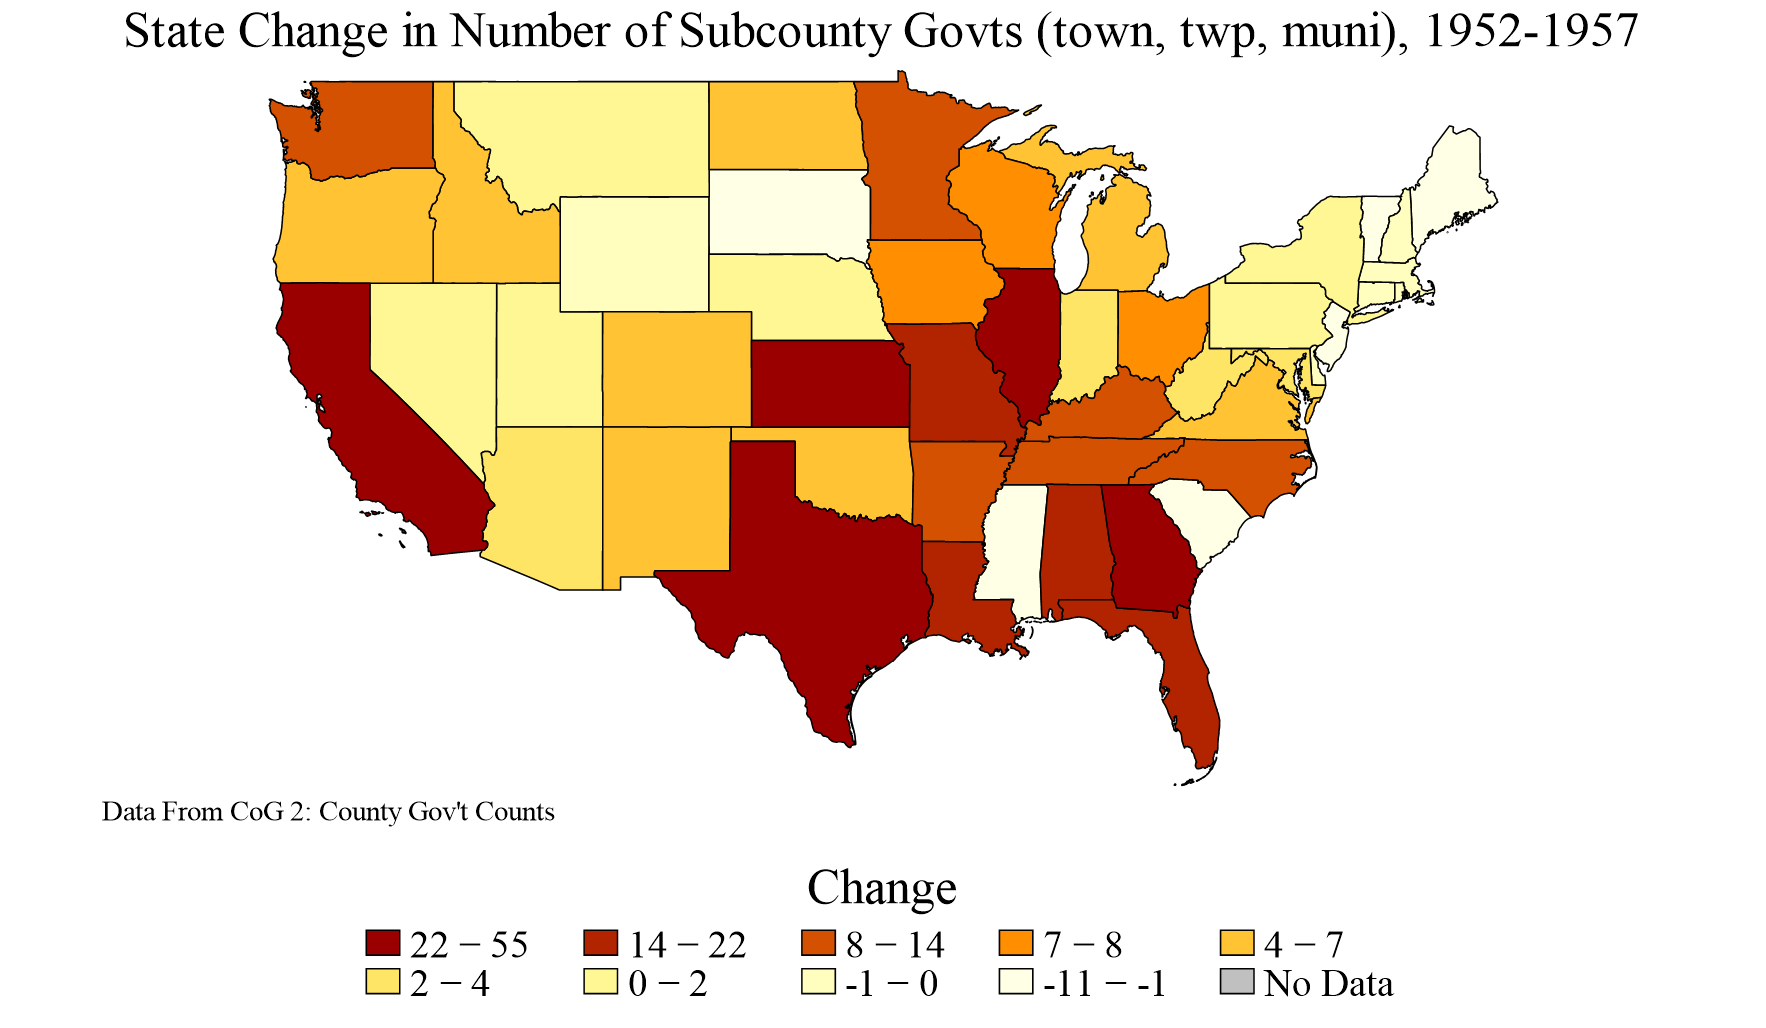 State Change in Number of Subcounty Govts (town, twp, muni), 1952-1957
Data From CoG 2: County Gov't Counts
Change
22 − 55 14 − 22 8 − 14 7 − 8 4 − 7
2 − 4 0 − 2 -1 − 0 -11 − -1 No Data